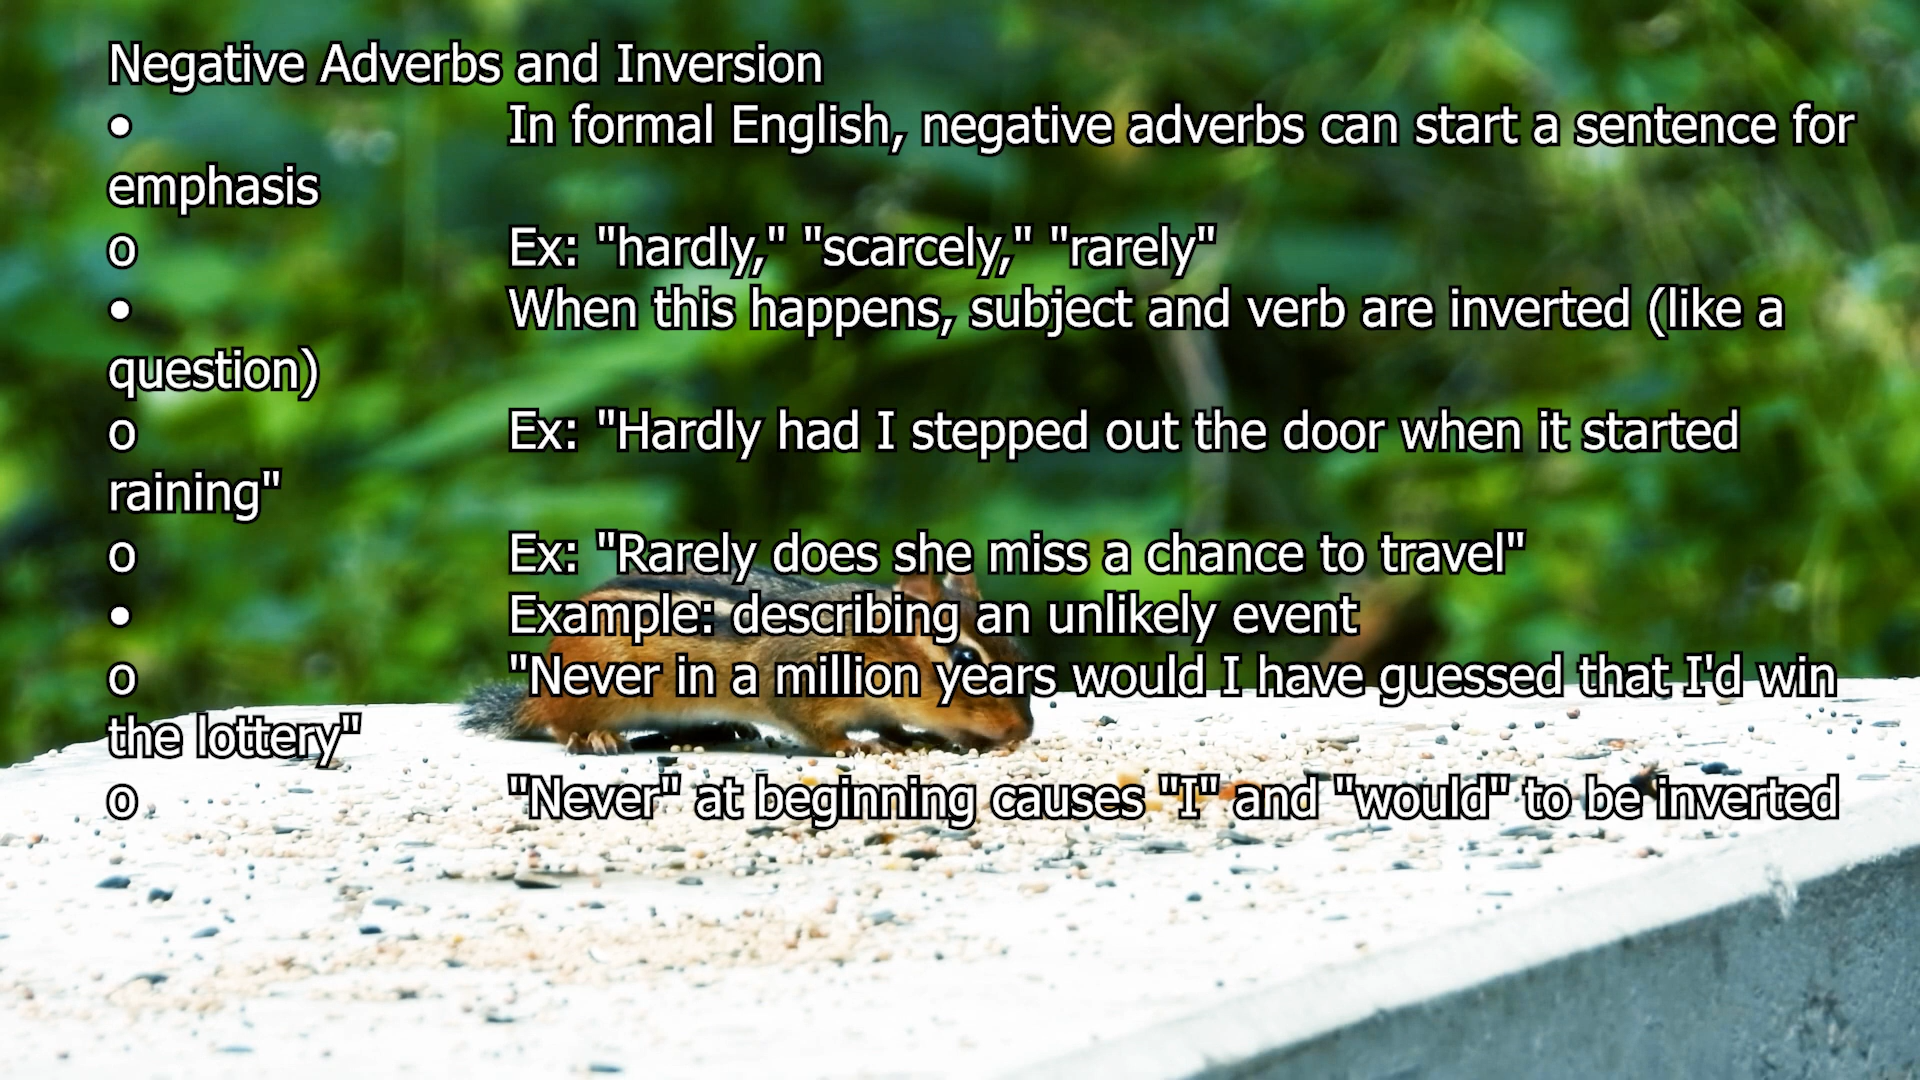 Negative Adverbs and Inversion
• In formal English, negative adverbs can start a sentence for
emphasis
o Ex: "hardly," "scarcely," "rarely"
• When this happens, subject and verb are inverted (like a
question)
o Ex: "Hardly had I stepped out the door when it started
raining"
o Ex: "Rarely does she miss a chance to travel"
• Example: describing an unlikely event
o "Never in a million years would I have guessed that I'd win
the lottery"
o "Never" at beginning causes "I" and "would" to be inverted